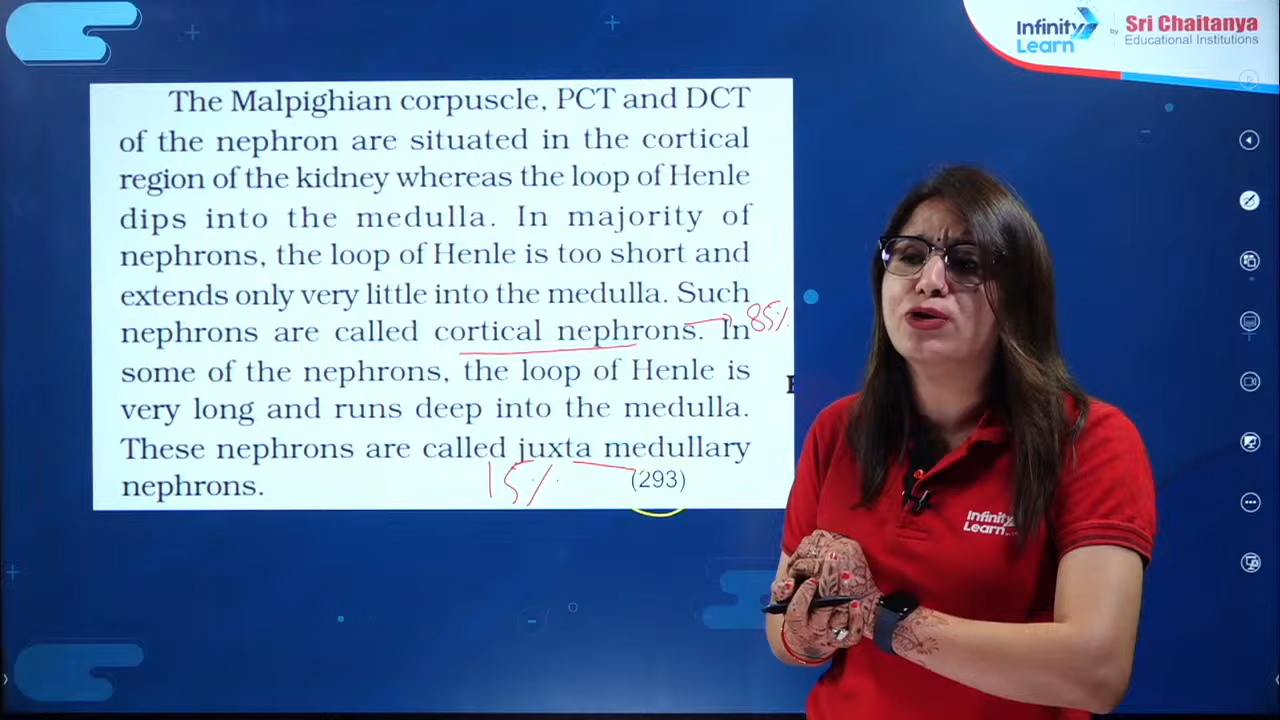 Infinity
Learn
by
Sri Chaitanya
Educational Institutions
The Malpighian corpuscle, PCT and DCT
of the nephron are situated in the cortical
region of the kidney whereas the loop of Henle
dips into the medulla. In majority of
nephrons, the loop of Henle is too short and
extends only very little into the medulla. Such
nephrons are called cortical nephrons. In
85%
some of the nephrons, the loop of Henle is
very long and runs deep into the medulla.
These nephrons are called juxta medullary
nephrons.
15%
(293)
Infinity
Learn